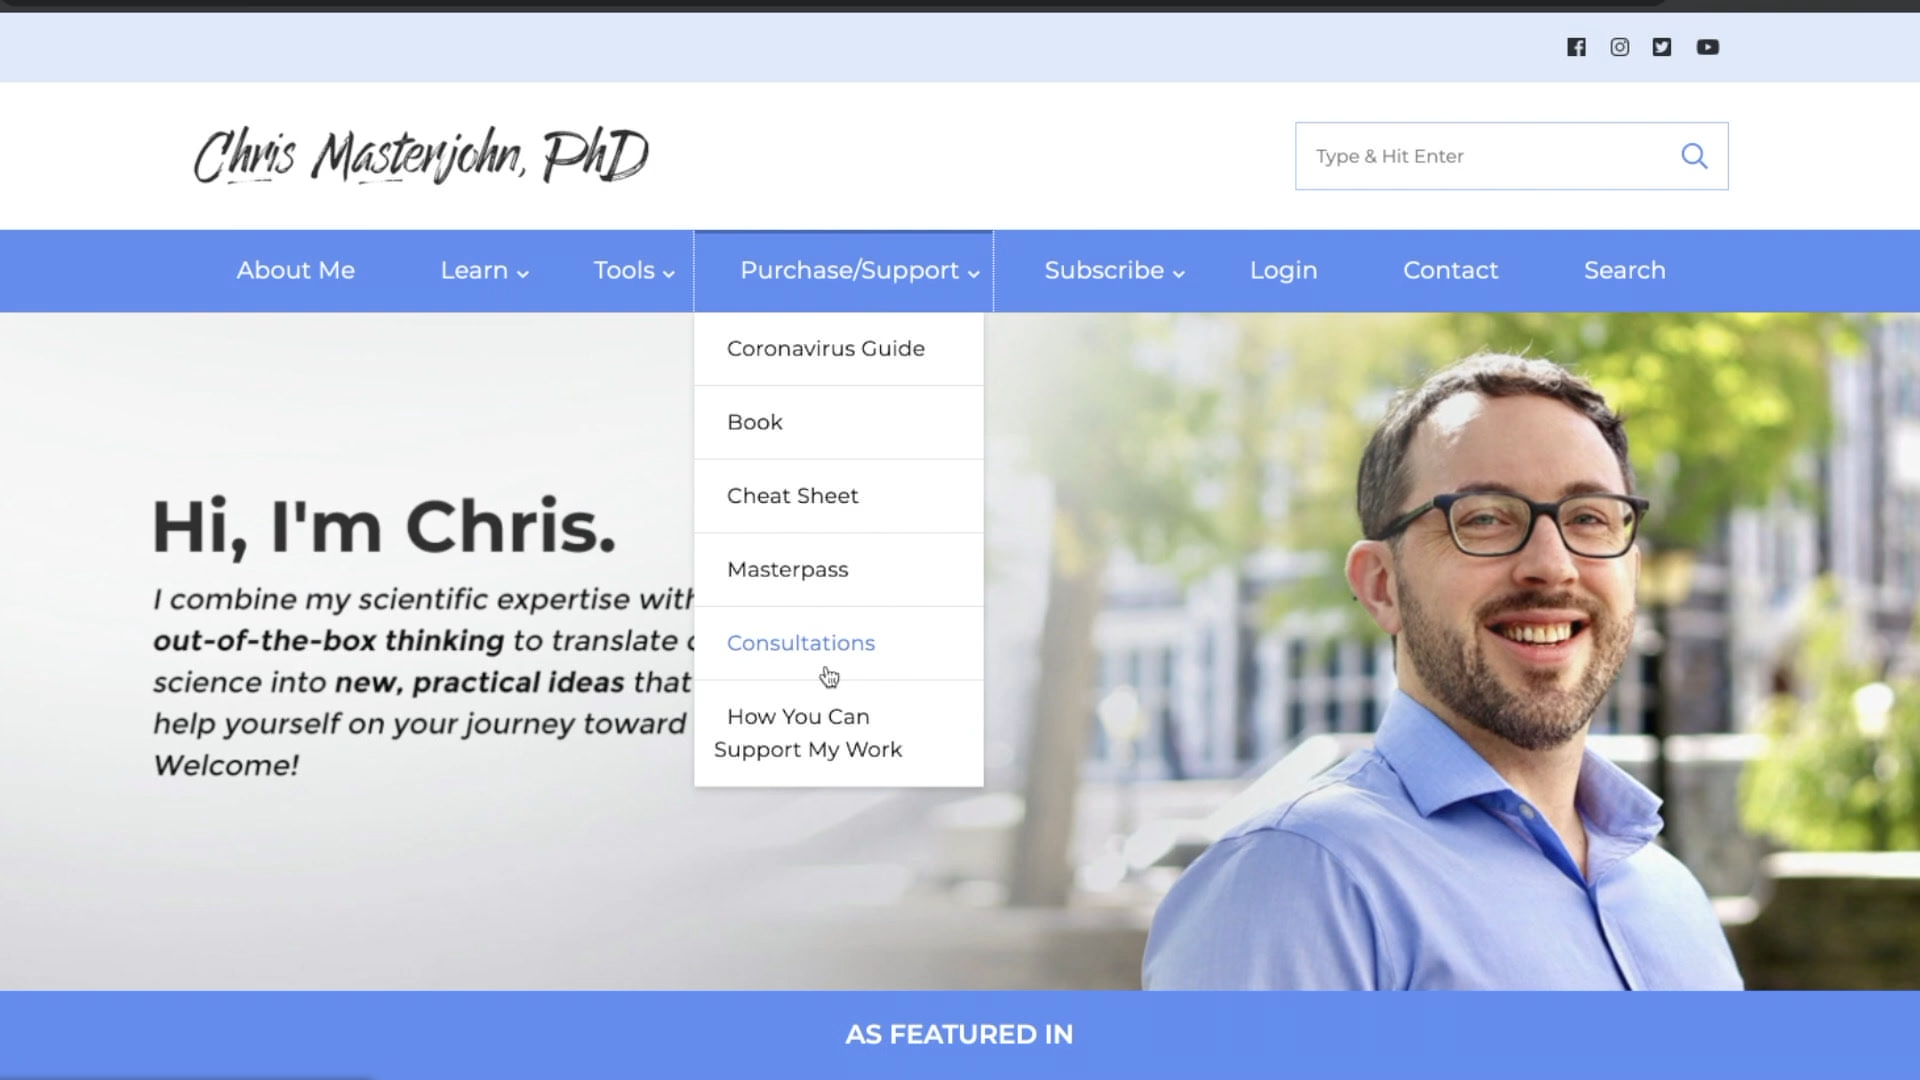 Chris Masterjohn, PhD
Type & Hit Enter
About Me
Learn
Tools
Purchase/Support
Subscribe
Login
Contact
Search
Coronavirus Guide
Book
Cheat Sheet
Masterpass
Consultations
How You Can
Support My Work
Hi, I'm Chris.
I combine my scientific expertise with
out-of-the-box thinking to translate
science into new, practical ideas that
help yourself on your journey toward
Welcome!
AS FEATURED IN